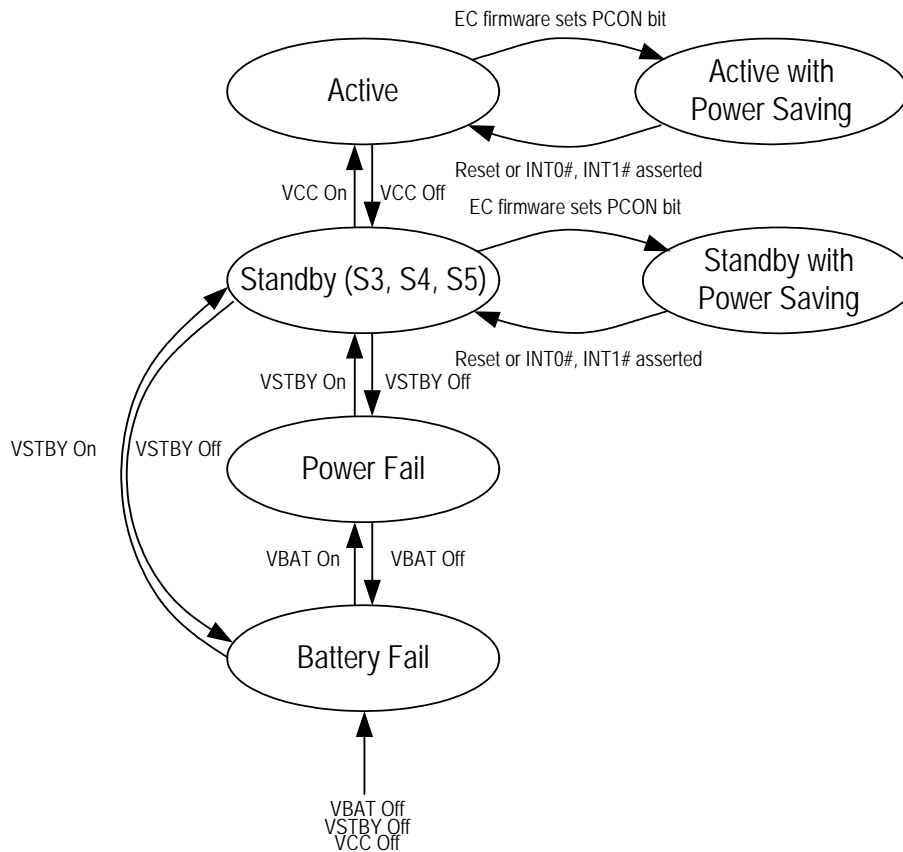 EC firmware sets PCON bit
Active
Active with
Power Saving
Reset or INT0#, INT1# asserted
VCC On
VCC Off
EC firmware sets PCON bit
Standby (S3, S4, S5)
Standby with
Power Saving
Reset or INT0#, INT1# asserted
VSTBY On
VSTBY Off
VSTBY On
VSTBY Off
Power Fail
VBAT On
VBAT Off
Battery Fail
VBAT Off
VSTBY Off
VCC Off